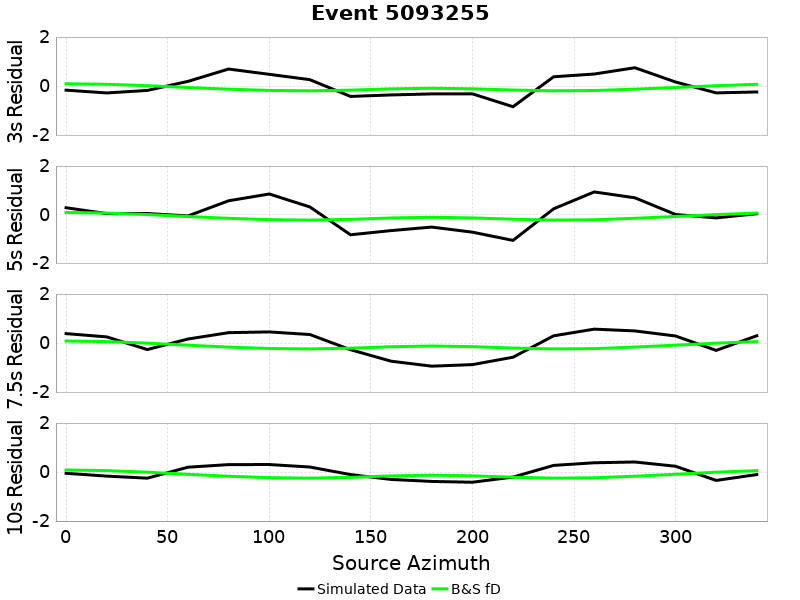 Event 5093255
3s Residual
2
0
-2
5s Residual
2
0
-2
7.5s Residual
2
0
-2
10s Residual
2
0
-2
0 50 100 150 200 250 300
Source Azimuth
Simulated Data B&S fD